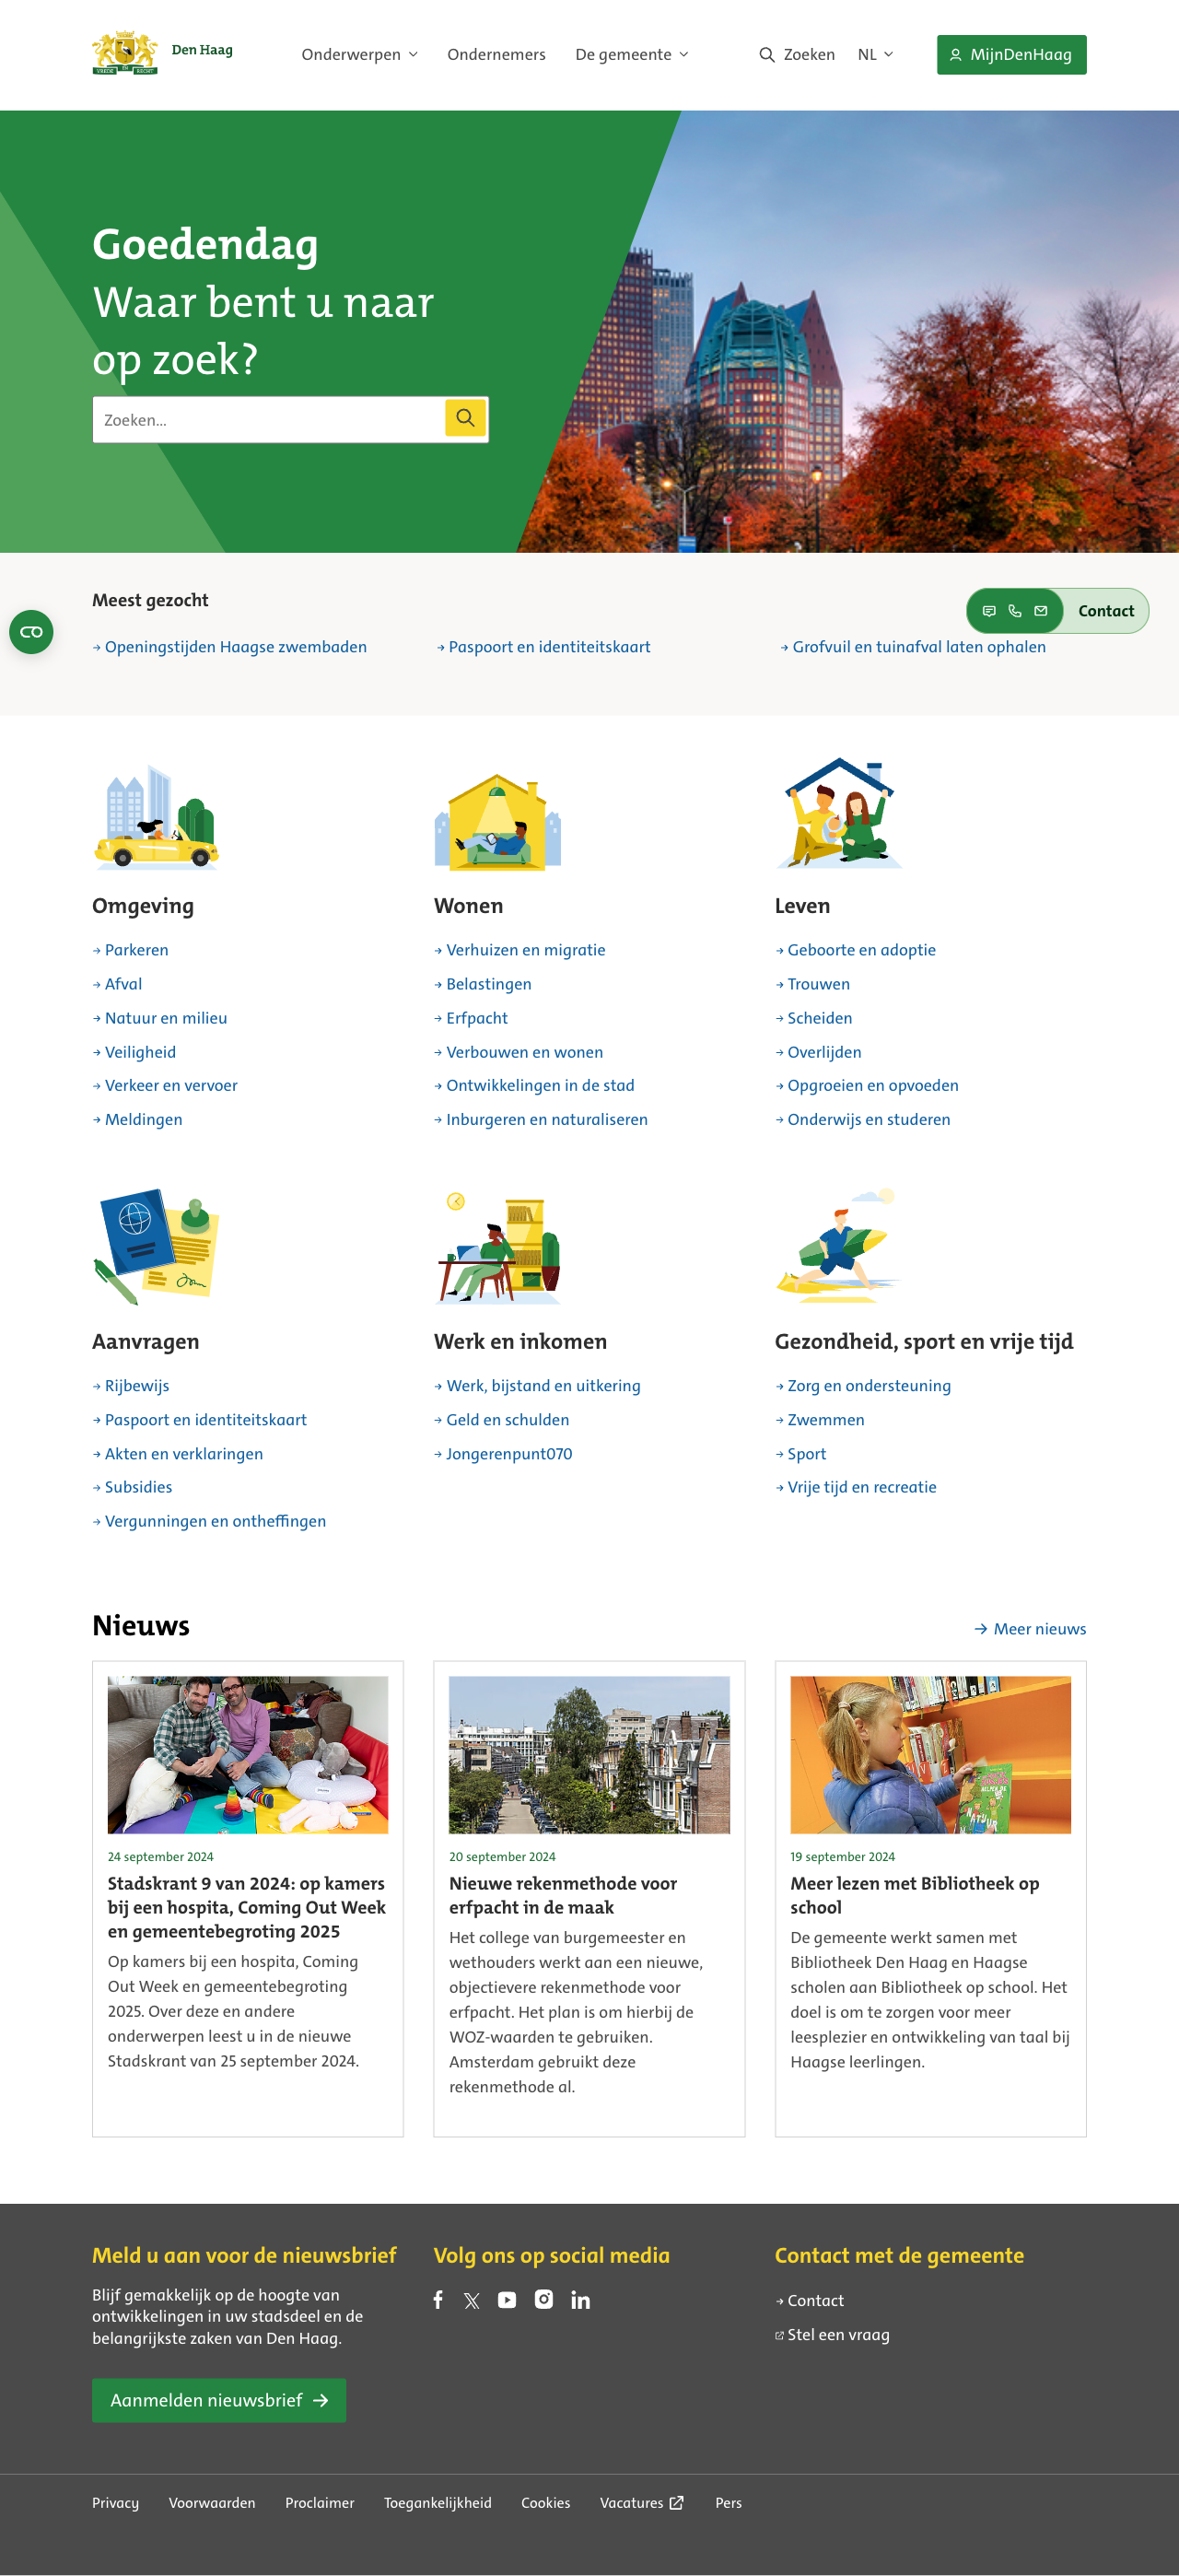 VREDE EN RECHT
Den Haag
Onderwerpen
Ondernemers
De gemeente
Zoeken
NL
MijnDenHaag
Goedendag
Waar bent u naar
op zoek?
Zoeken...
Meest gezocht
Contact
Openingstijden Haagse zwembaden
Paspoort en identiteitskaart
Grofvuil en tuinafval laten ophalen
Omgeving
Parkeren
Afval
Natuur en milieu
Veiligheid
Verkeer en vervoer
Meldingen
Wonen
Verhuizen en migratie
Belastingen
Erfpacht
Verbouwen en wonen
Ontwikkelingen in de stad
Inburgeren en naturaliseren
Leven
Geboorte en adoptie
Trouwen
Scheiden
Overlijden
Opgroeien en opvoeden
Onderwijs en studeren
Aanvragen
Rijbewijs
Paspoort en identiteitskaart
Akten en verklaringen
Subsidies
Vergunningen en ontheffingen
Werk en inkomen
Werk, bijstand en uitkering
Geld en schulden
Jongerenpunt070
Gezondheid, sport en vrije tijd
Zorg en ondersteuning
Zwemmen
Sport
Vrije tijd en recreatie
Nieuws
Meer nieuws
24 september 2024
Stadskrant 9 van 2024: op kamers
bij een hospita, Coming Out Week
en gemeentebegroting 2025
Op kamers bij een hospita, Coming
Out Week en gemeentebegroting
2025. Over deze en andere
onderwerpen leest u in de nieuwe
Stadskrant van 25 september 2024.
20 september 2024
Nieuwe rekenmethode voor
erfpacht in de maak
Het college van burgemeester en
wethouders werkt aan een nieuwe,
objectievere rekenmethode voor
erfpacht. Het plan is om hierbij de
WOZ-waarden te gebruiken.
Amsterdam gebruikt deze
rekenmethode al.
NATUUR
19 september 2024
Meer lezen met Bibliotheek op
school
De gemeente werkt samen met
Bibliotheek Den Haag en Haagse
scholen aan Bibliotheek op school. Het
doel is om te zorgen voor meer
leesplezier en ontwikkeling van taal bij
Haagse leerlingen.
Meld u aan voor de nieuwsbrief
Blijf gemakkelijk op de hoogte van
ontwikkelingen in uw stadsdeel en de
belangrijkste zaken van Den Haag.
Aanmelden nieuwsbrief
Volg ons op social media
Contact met de gemeente
Contact
Stel een vraag
Privacy
Voorwaarden
Proclaimer
Toegankelijkheid
Cookies
Vacatures
Pers